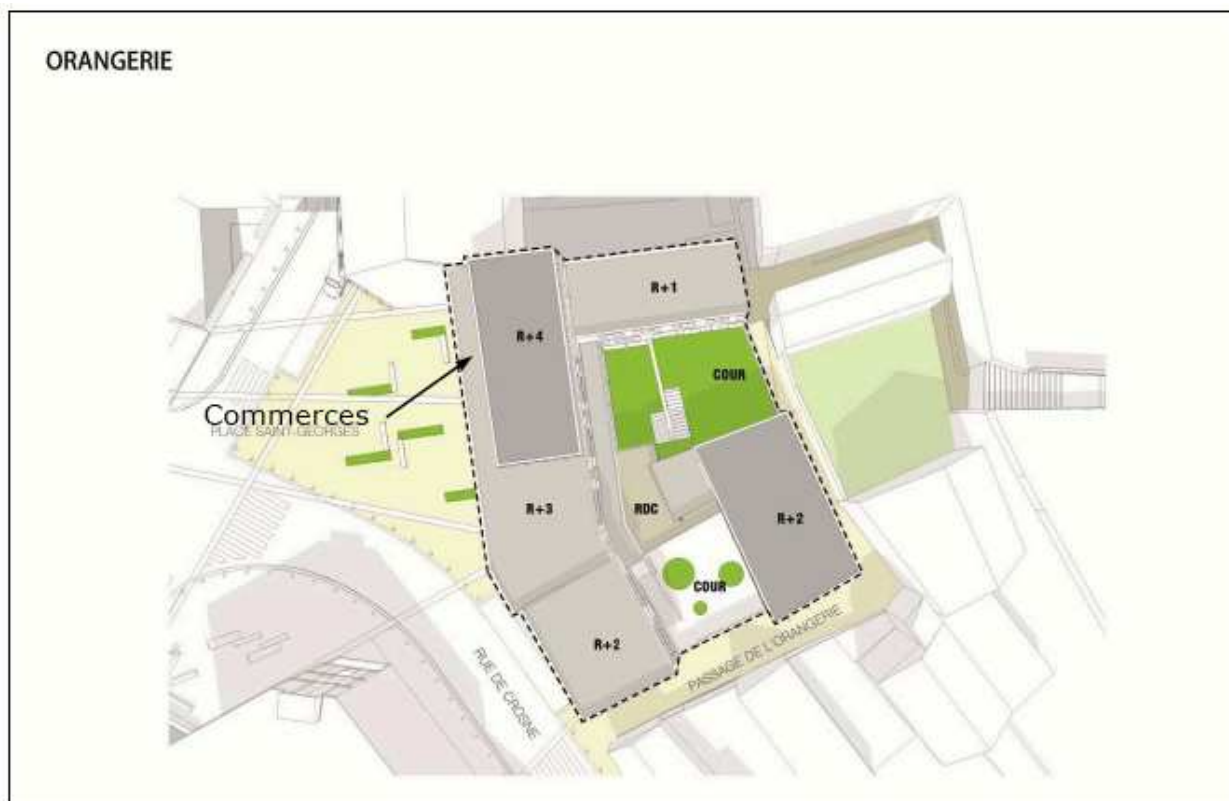 ORANGERIE
R+1
R+4
COUR
Commerces
PLACE SAINT-GEORGES
R+3
RDC
R+2
COUR
R+2
RUE DE CROSNE
PASSAGE DE L'ORANGERIE